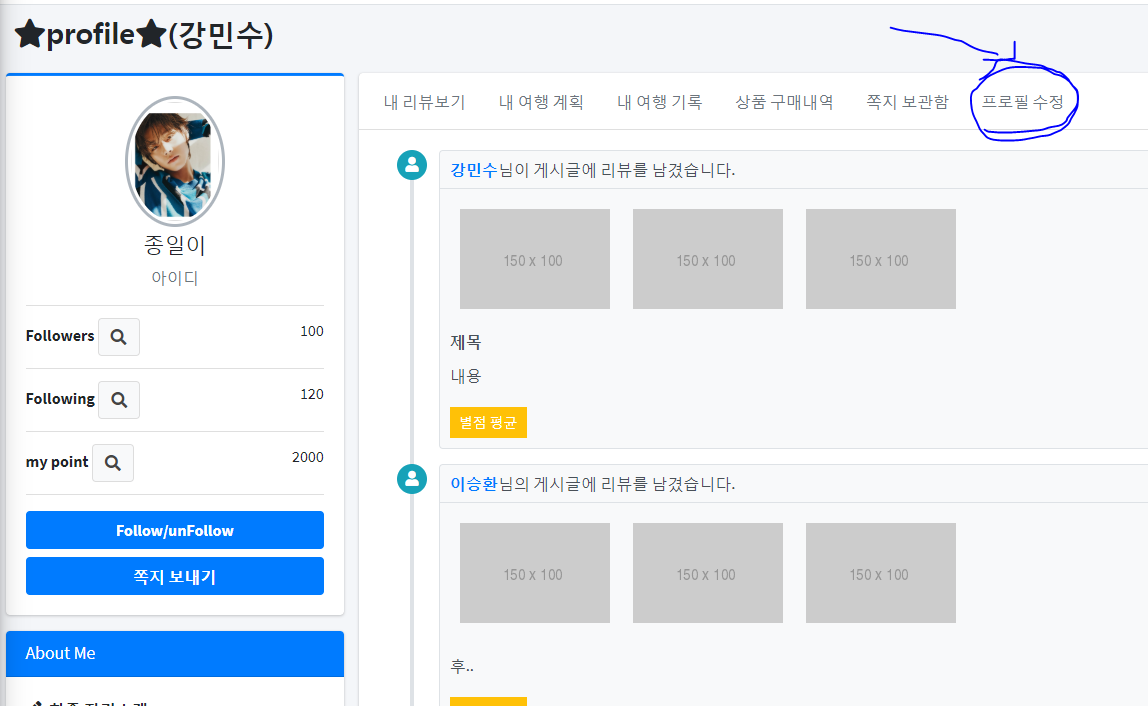 ★profile★(강민수)
내 리뷰보기 내 여행 계획 내 여행 기록 상품 구매내역 쪽지 보관함 프로필 수정
종일이
아이디
Followers 100
Following 120
my point 2000
Follow/unFollow
쪽지 보내기
About Me
강민수님이 게시글에 리뷰를 남겼습니다.
150 x 100 150 x 100 150 x 100
제목
내용
별점 평균
이승환님의 게시글에 리뷰를 남겼습니다.
150 x 100 150 x 100 150 x 100
후..